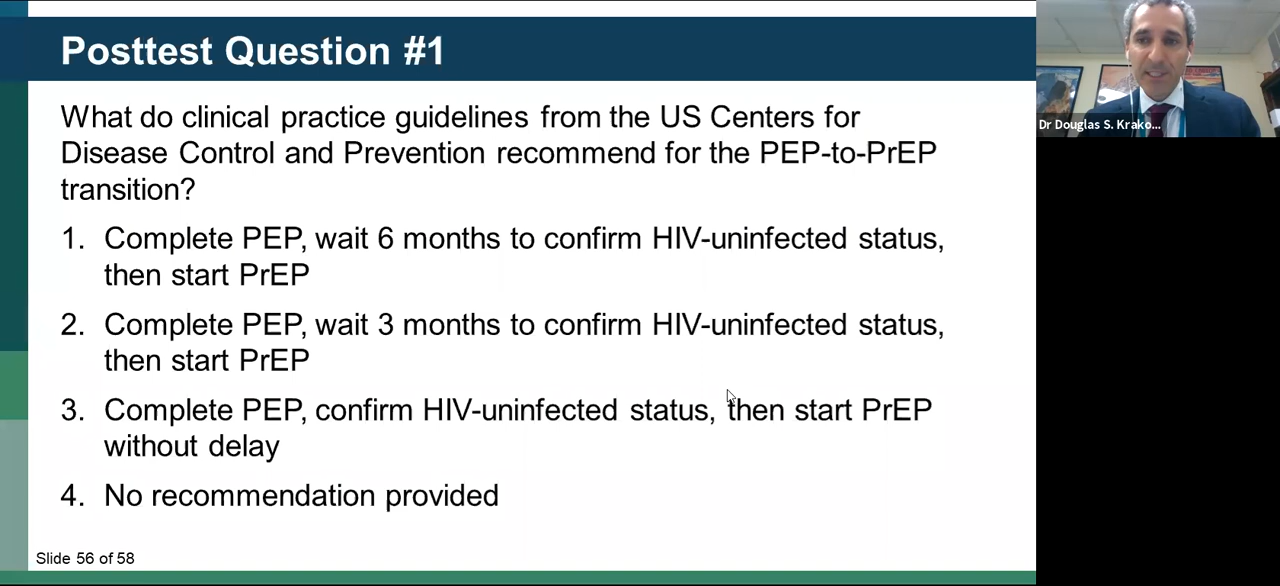 Posttest Question #1
What do clinical practice guidelines from the US Centers for
Disease Control and Prevention recommend for the PEP-to-PrEP
transition?
1. Complete PEP, wait 6 months to confirm HIV-uninfected status,
then start PrEP
2. Complete PEP, wait 3 months to confirm HIV-uninfected status,
then start PrEP
3. Complete PEP, confirm HIV-uninfected status, then start PrEP
without delay
4. No recommendation provided
Slide 56 of 58
Dr Douglas S. Krako...